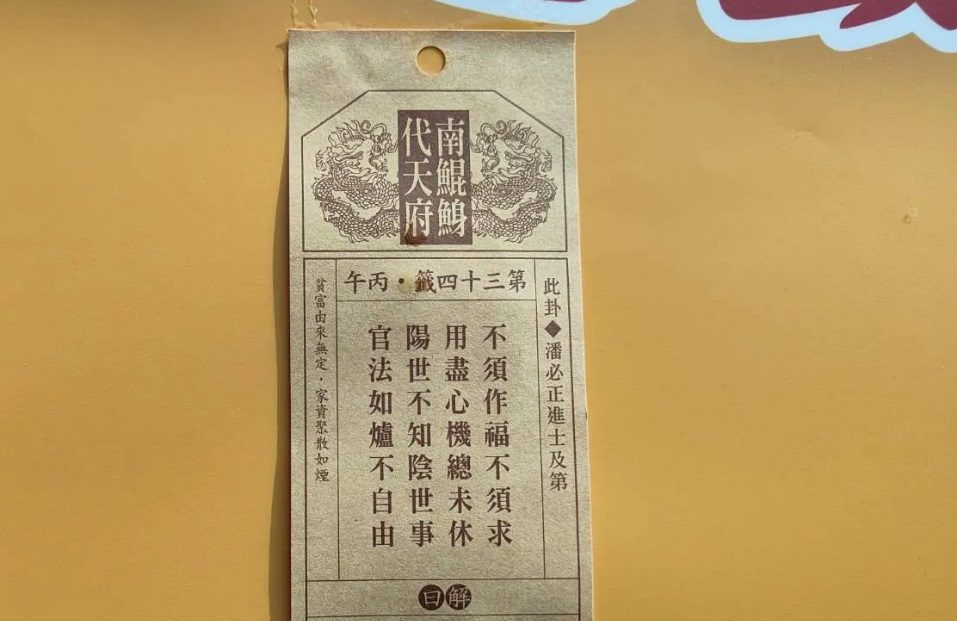 南鯤鯓
代天府
第三十四籤・丙午
此卦◆潘必正進士及第
不須作福不須求
用盡心機總未休
陽世不知陰世事
官法如爐不自由
貧富由來無定・家資聚散如煙
解曰